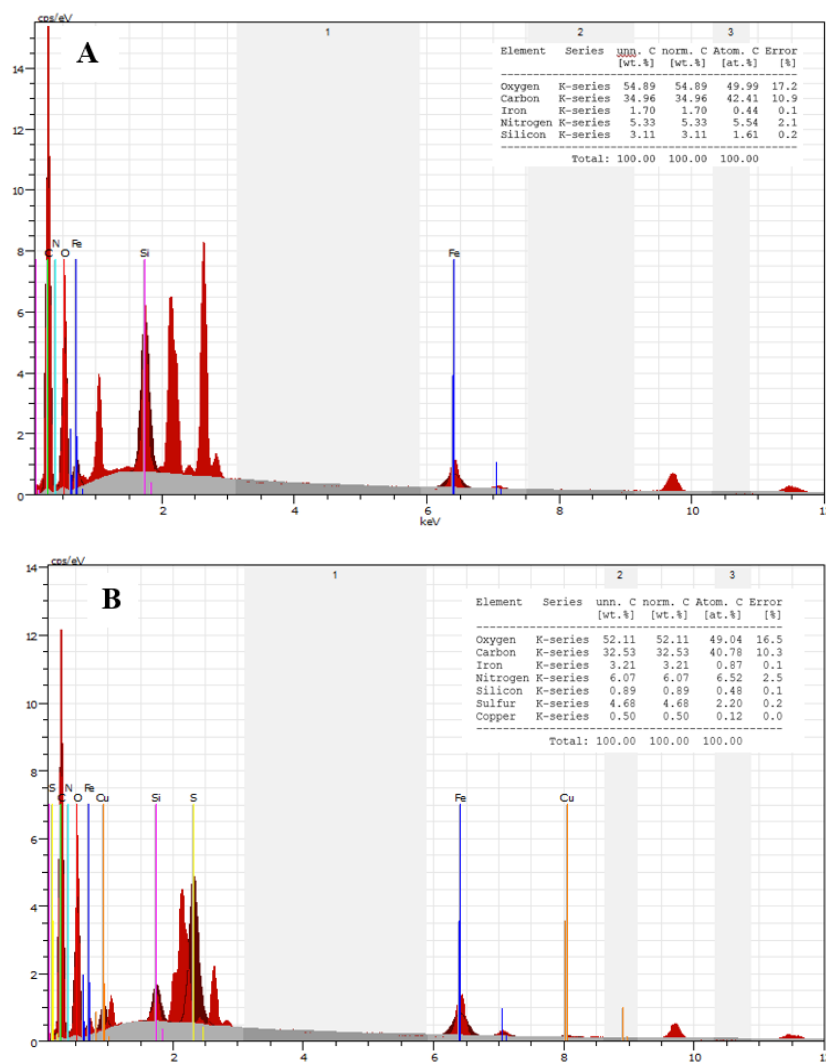 cps/eV
1 2 3
A
Element Series unn. C norm. C Atom. C Error
[wt.%] [wt.%] [at.%] [%]
Oxygen K-series 54.89 54.89 49.99 17.2
Carbon K-series 34.96 34.96 42.41 10.9
Iron K-series 1.70 1.70 0.44 0.1
Nitrogen K-series 5.33 5.33 5.54 2.1
Silicon K-series 3.11 3.11 1.61 0.2
Total: 100.00 100.00 100.00
14
12
10
8
6
4
2
0
N Fe
C O Si Fe
2 4 6 8 10 12
keV
cps/eV
1 2 3
B
Element Series unn. C norm. C Atom. C Error
[wt.%] [wt.%] [at.%] [%]
Oxygen K-series 52.11 52.11 49.04 16.5
Carbon K-series 32.53 32.53 40.78 10.3
Iron K-series 3.21 3.21 0.87 0.1
Nitrogen K-series 6.07 6.07 6.52 2.5
Silicon K-series 0.89 0.89 0.48 0.1
Sulfur K-series 4.68 4.68 2.20 0.2
Copper K-series 0.50 0.50 0.12 0.0
Total: 100.00 100.00 100.00
14
12
10
8
6
4
2
0
S N Fe
C O Cu Si S Fe Cu
2 4 6 8 10